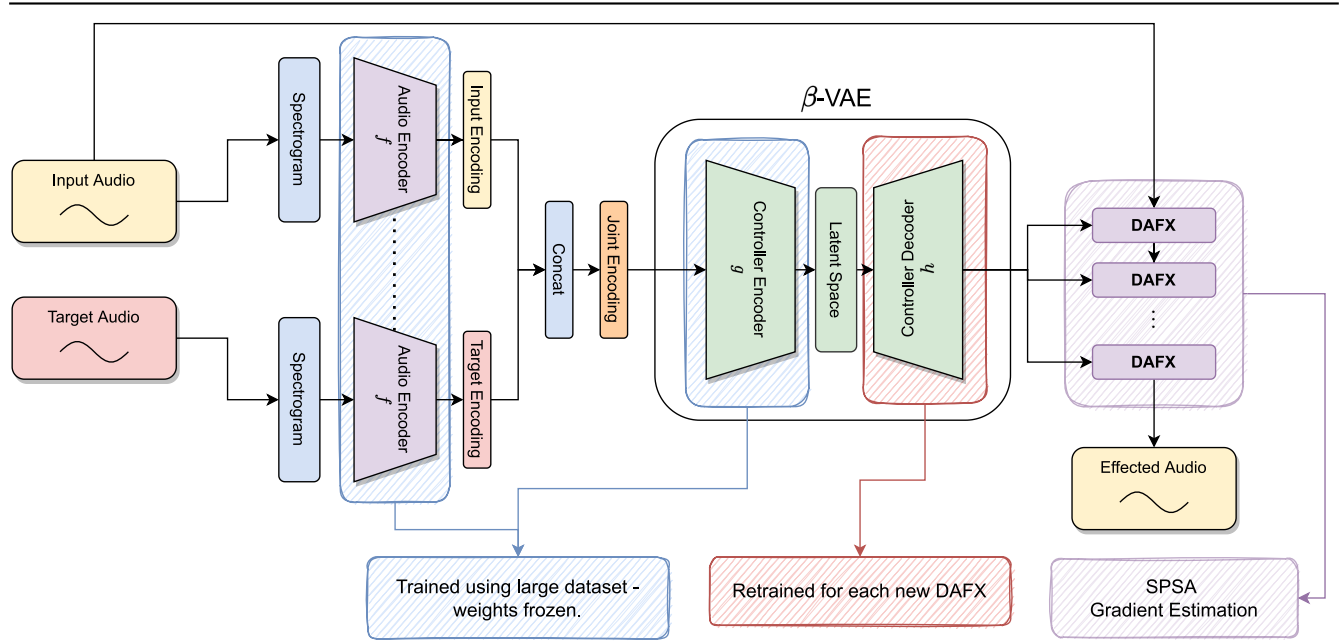 β-VAE
Input Audio
Spectrogram
Audio Encoder
f
Input Encoding
Target Audio
Spectrogram
Audio Encoder
f
Target Encoding
Concat
Joint Encoding
Controller Encoder
g
Latent Space
Controller Decoder
h
DAFX
DAFX
...
DAFX
Effected Audio
Trained using large dataset -
weights frozen.
Retrained for each new DAFX
SPSA
Gradient Estimation